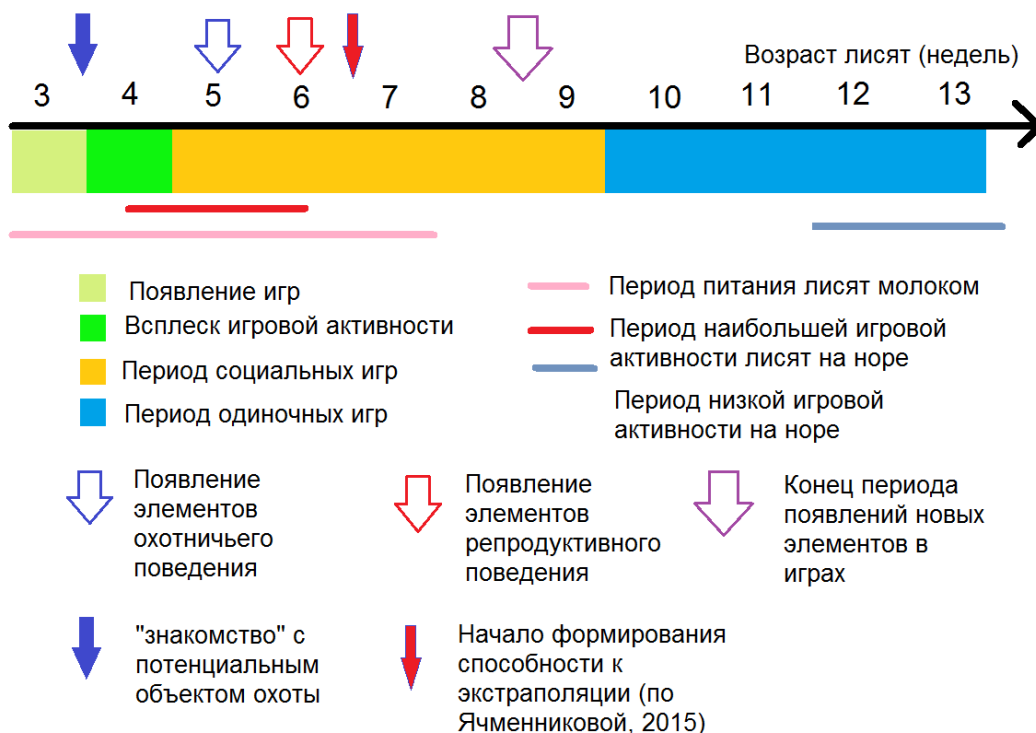 Возраст лисят (недель)
3 4 5 6 7 8 9 10 11 12 13
Появление игр
Всплеск игровой активности
Период социальных игр
Период одиночных игр
Период питания лисят молоком
Период наибольшей игровой
активности лисят на норе
Период низкой игровой
активности на норе
Появление
элементов
охотничьего
поведения
Появление
элементов
репродуктивного
поведения
Конец периода
появлений новых
элементов в
играх
"знакомство" с
потенциальным
объектом охоты
Начало формирования
способности к
экстраполяции (по
Ячменниковой, 2015)